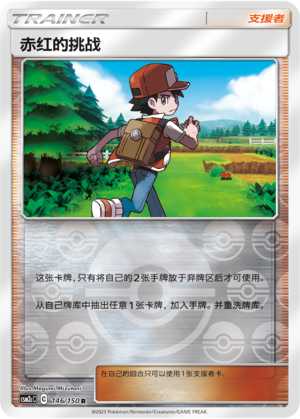 TRAINER
支援者
赤红的挑战
这张卡牌，只有将自己的2张手牌放于弃牌区后才可使用。
从自己牌库中抽出任意1张卡牌，加入手牌。并重洗牌库。
Illus. Megumi Mizutani
在自己的回合只可以使用1张支援者卡。
CSM2cC G 146/150 R
©2023 Pokémon/Nintendo/Creatures/GAME FREAK.